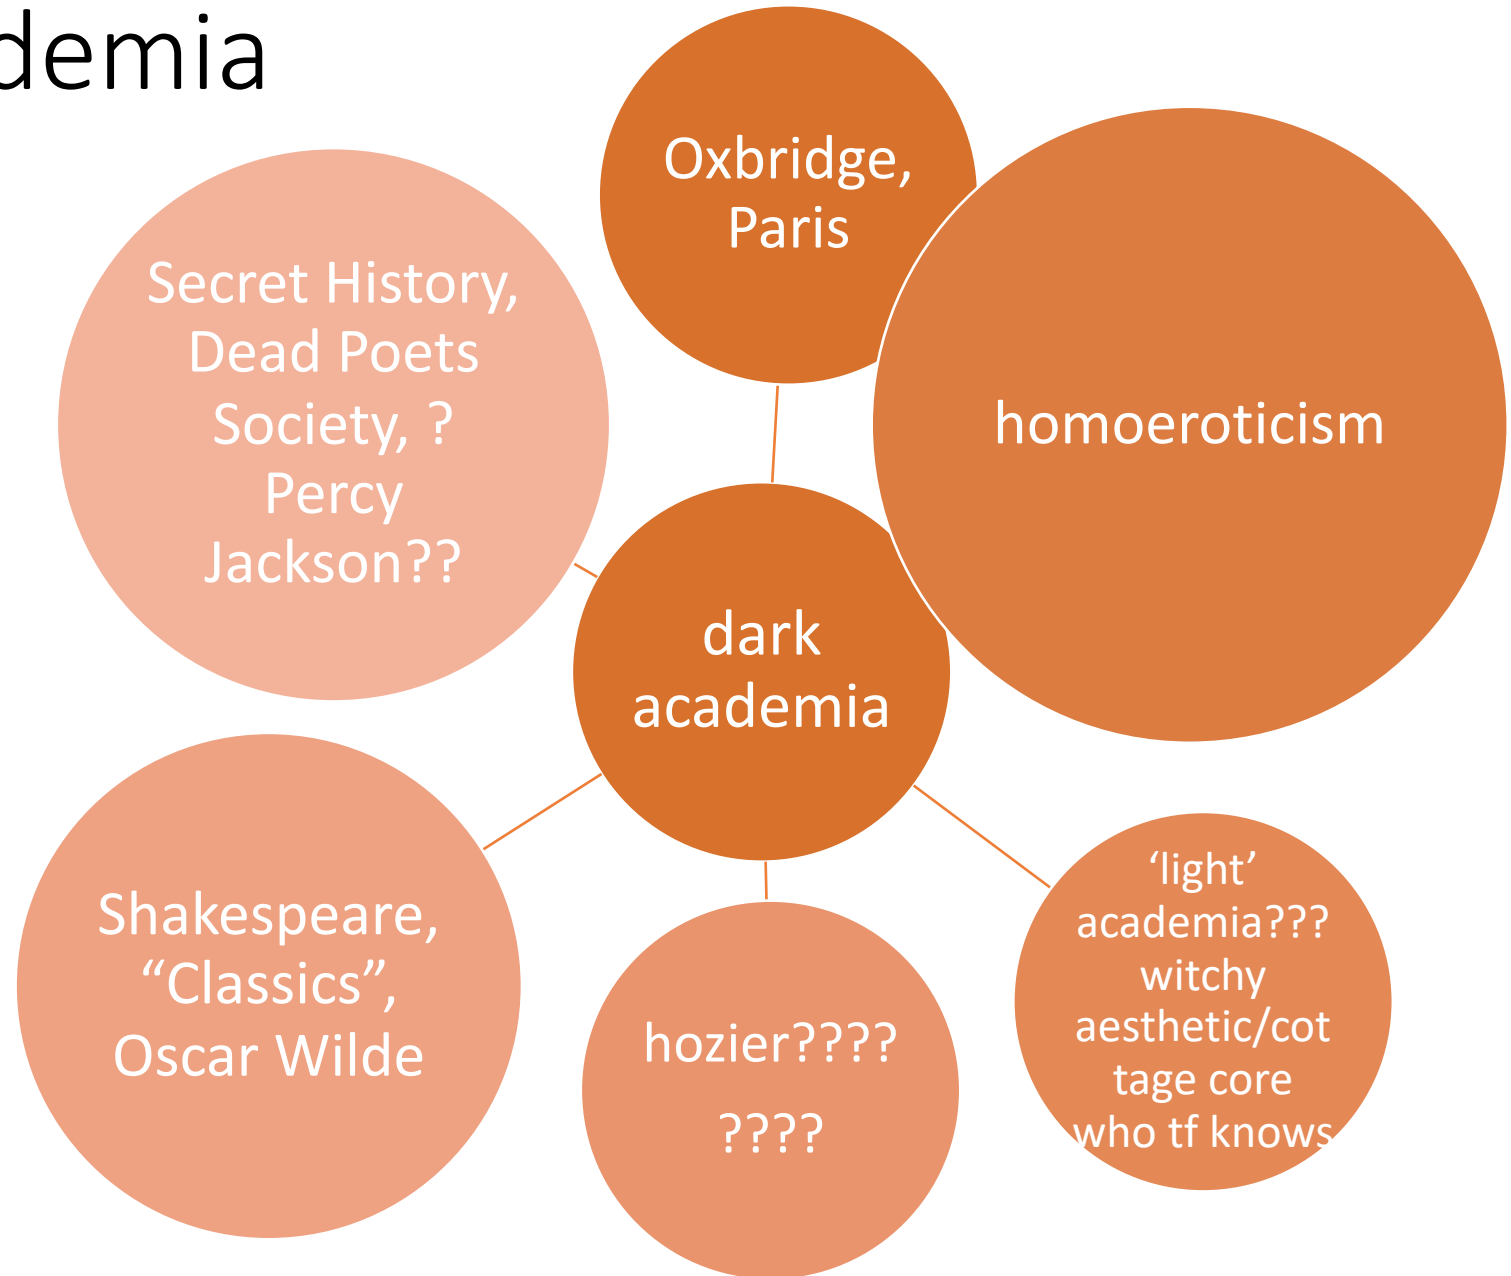 demia
Oxbridge,
Paris
homoeroticism
Secret History,
Dead Poets
Society, ?
Percy
Jackson??
dark
academia
‘light’
academia???
witchy
aesthetic/cot
tage core
who tf knows
Shakespeare,
“Classics”,
Oscar Wilde
hozier????
????